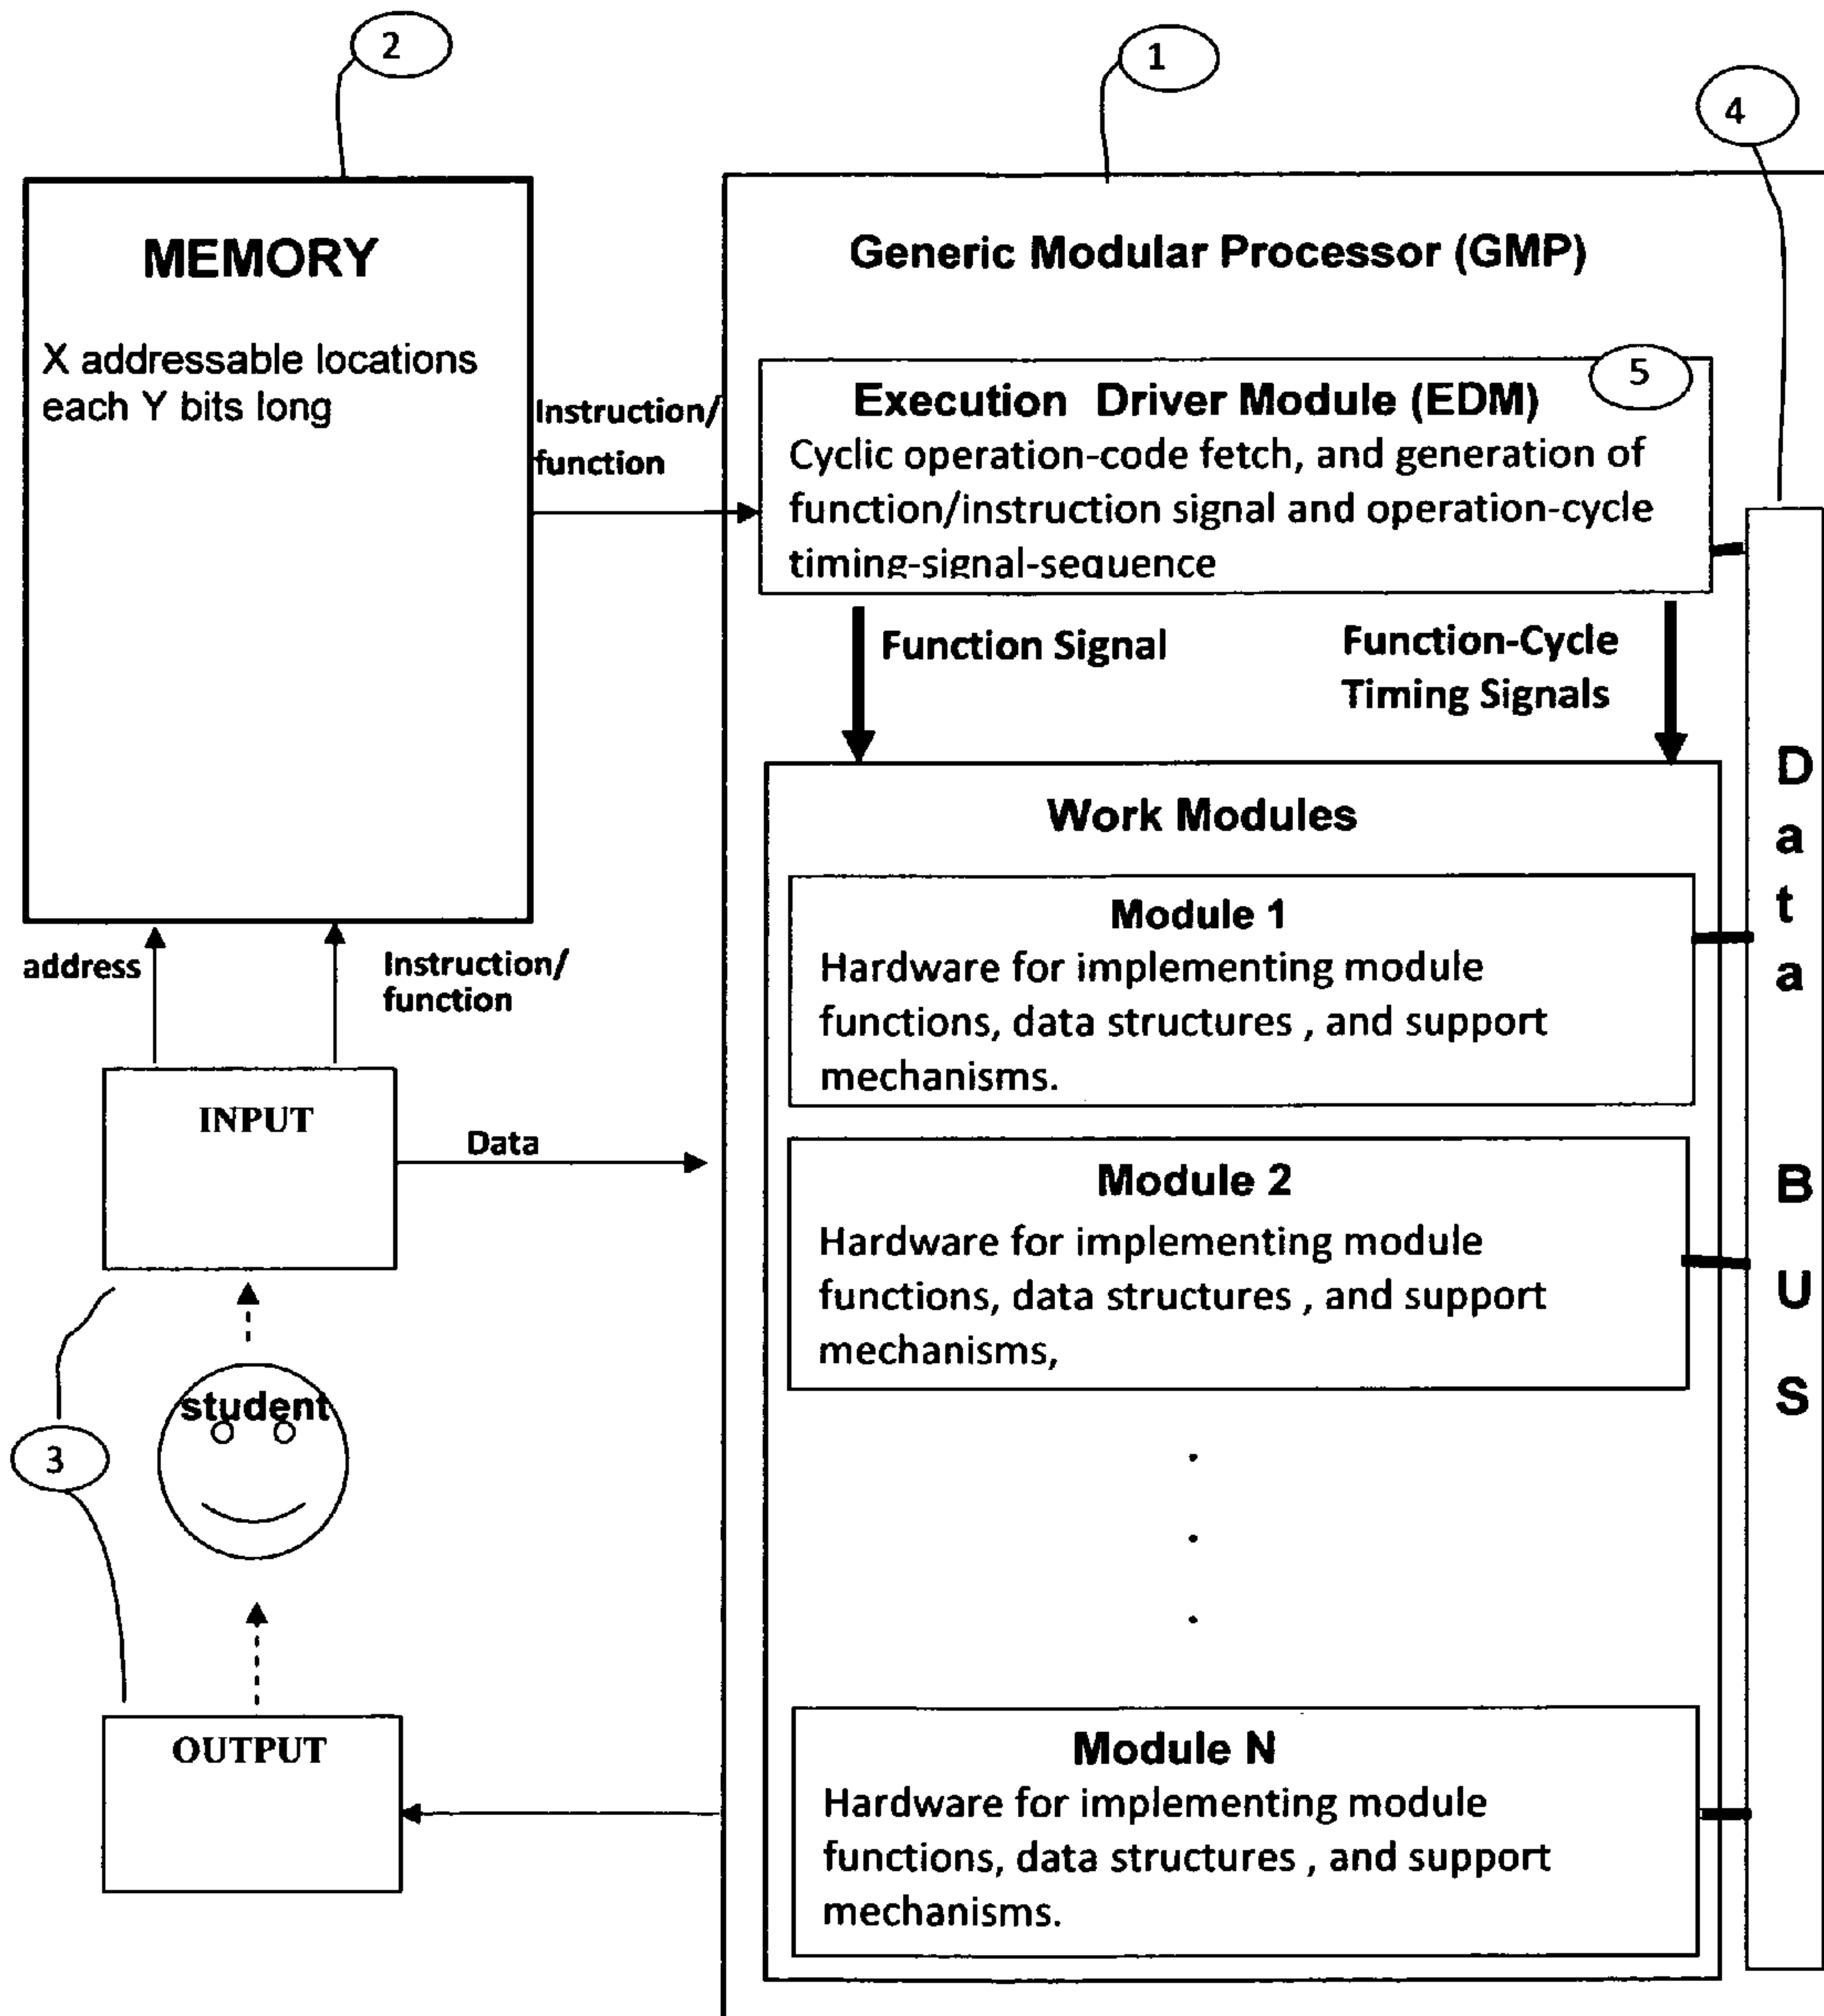 2
1
4
MEMORY
X addressable locations
each Y bits long
Instruction/
function
address
Instruction/
function
INPUT
Data
student
3
OUTPUT
Generic Modular Processor (GMP)
5
Execution Driver Module (EDM)
Cyclic operation-code fetch, and generation of
function/instruction signal and operation-cycle
timing-signal-sequence
Function Signal
Function-Cycle
Timing Signals
Work Modules
Module 1
Hardware for implementing module
functions, data structures , and support
mechanisms.
Module 2
Hardware for implementing module
functions, data structures , and support
mechanisms,
.
.
.
Module N
Hardware for implementing module
functions, data structures , and support
mechanisms.
Data BUS